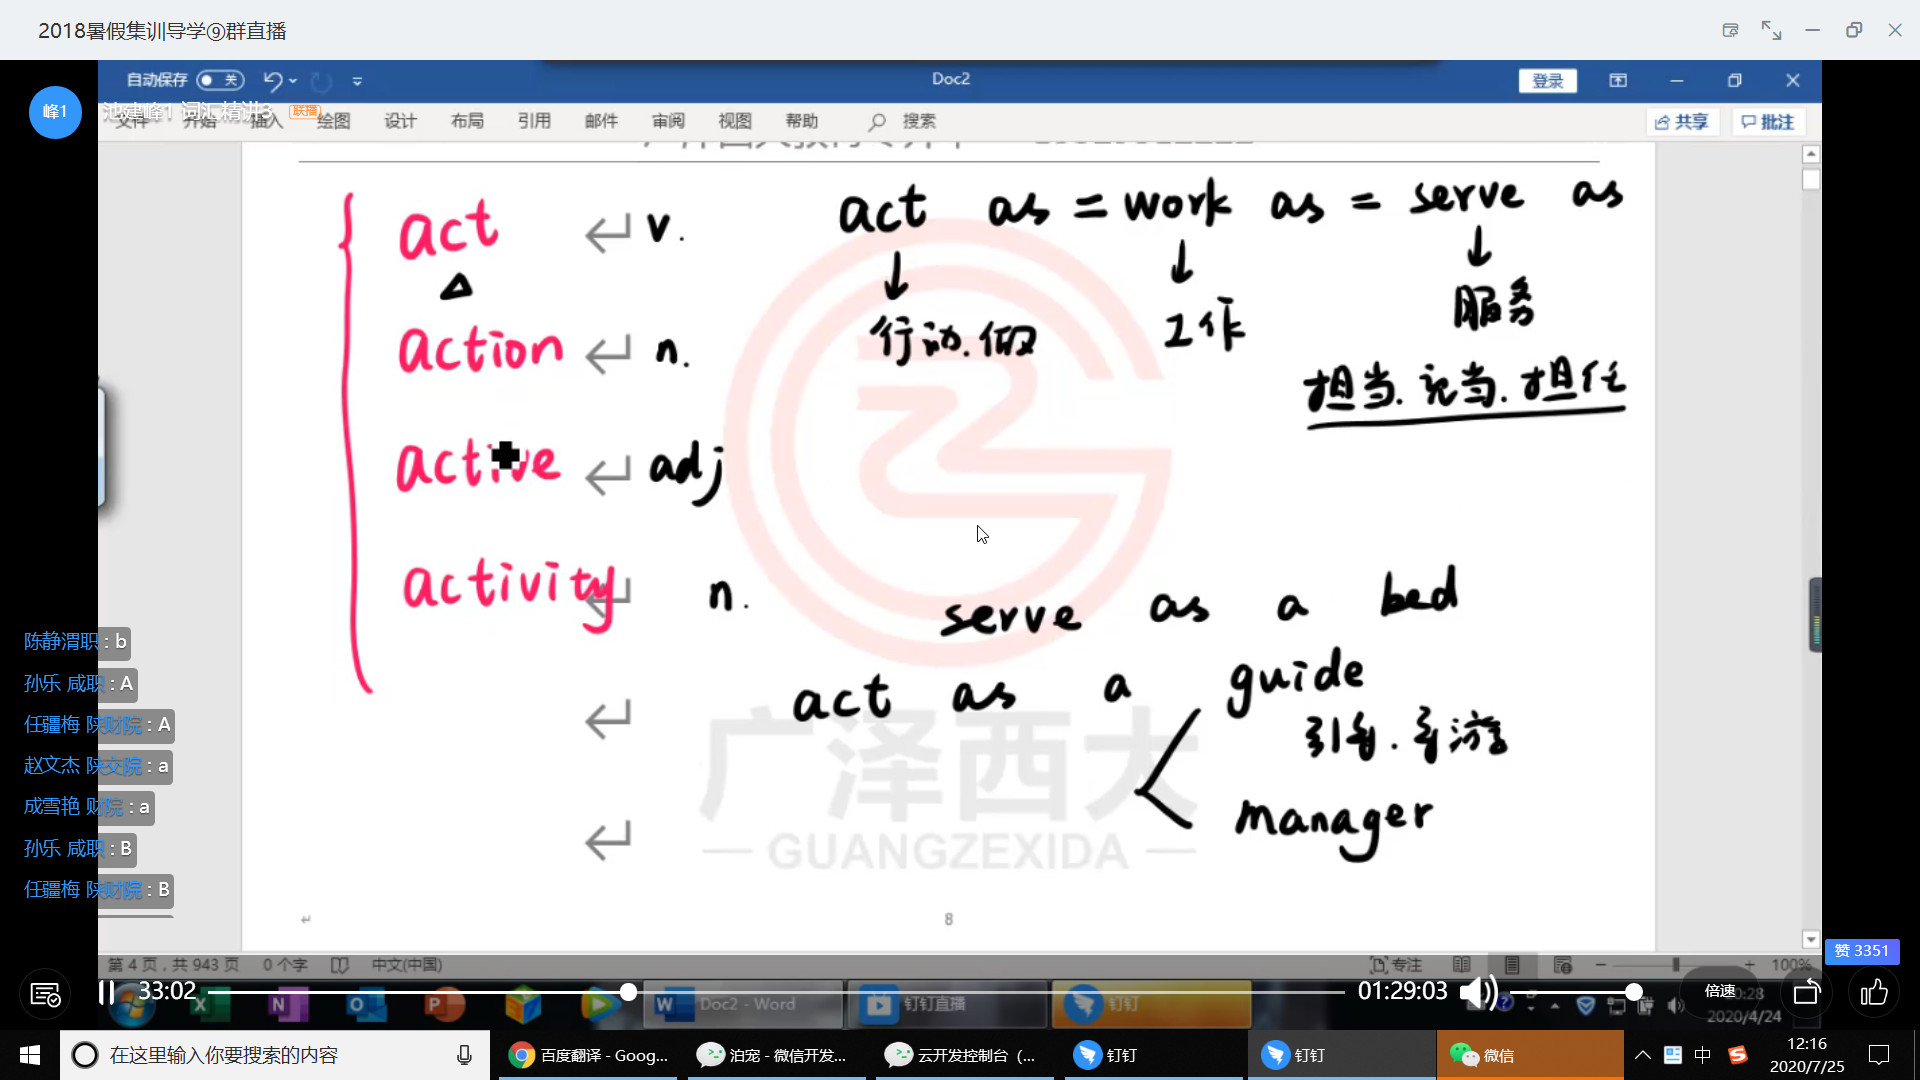 2018暑假集训导学⑨群直播
自动保存 关
Doc2
登录
峰1
池建峰1 词汇精讲3 联播
文件 开始 插入 绘图 设计 布局 引用 邮件 审阅 视图 帮助 搜索
共享 批注
act v. act as = work as = serve as
行动.做 工作 服务
担当.充当.担任
action n.
active adj
activity n.
serve as a bed
act as a guide
引导.导游
manager
广泽西大
GUANGZEXIDA
8
陈静渭职 : b
孙乐 咸职 : A
任疆梅 陕财院 : A
赵文杰 陕交院 : a
成雪艳 财院 : a
孙乐 咸职 : B
任疆梅 陕财院 : B
赞 3351
第 4 页，共 943 页 0 个字 中文(中国) 专注 100%
33:02 01:29:03 倍速
Doc2 - Word 钉钉直播 钉钉
2020/4/24
在这里输入你要搜索的内容
百度翻译 - Goog... 泊宠 - 微信开发... 云开发控制台（... 钉钉 钉钉 微信
中
12:16
2020/7/25